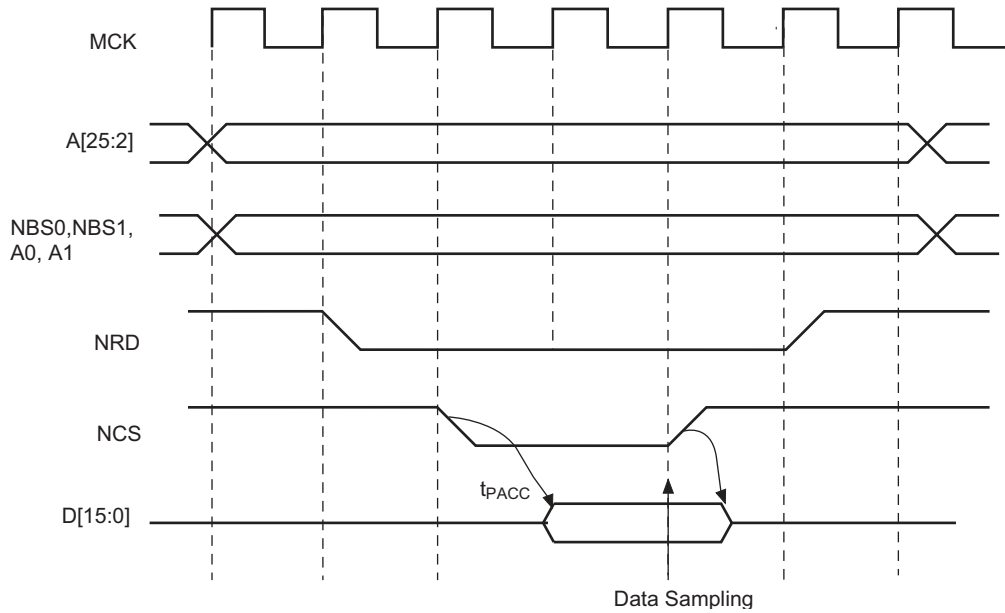 MCK
A[25:2]
NBS0,NBS1,
A0, A1
NRD
NCS
tPACC
D[15:0]
Data Sampling